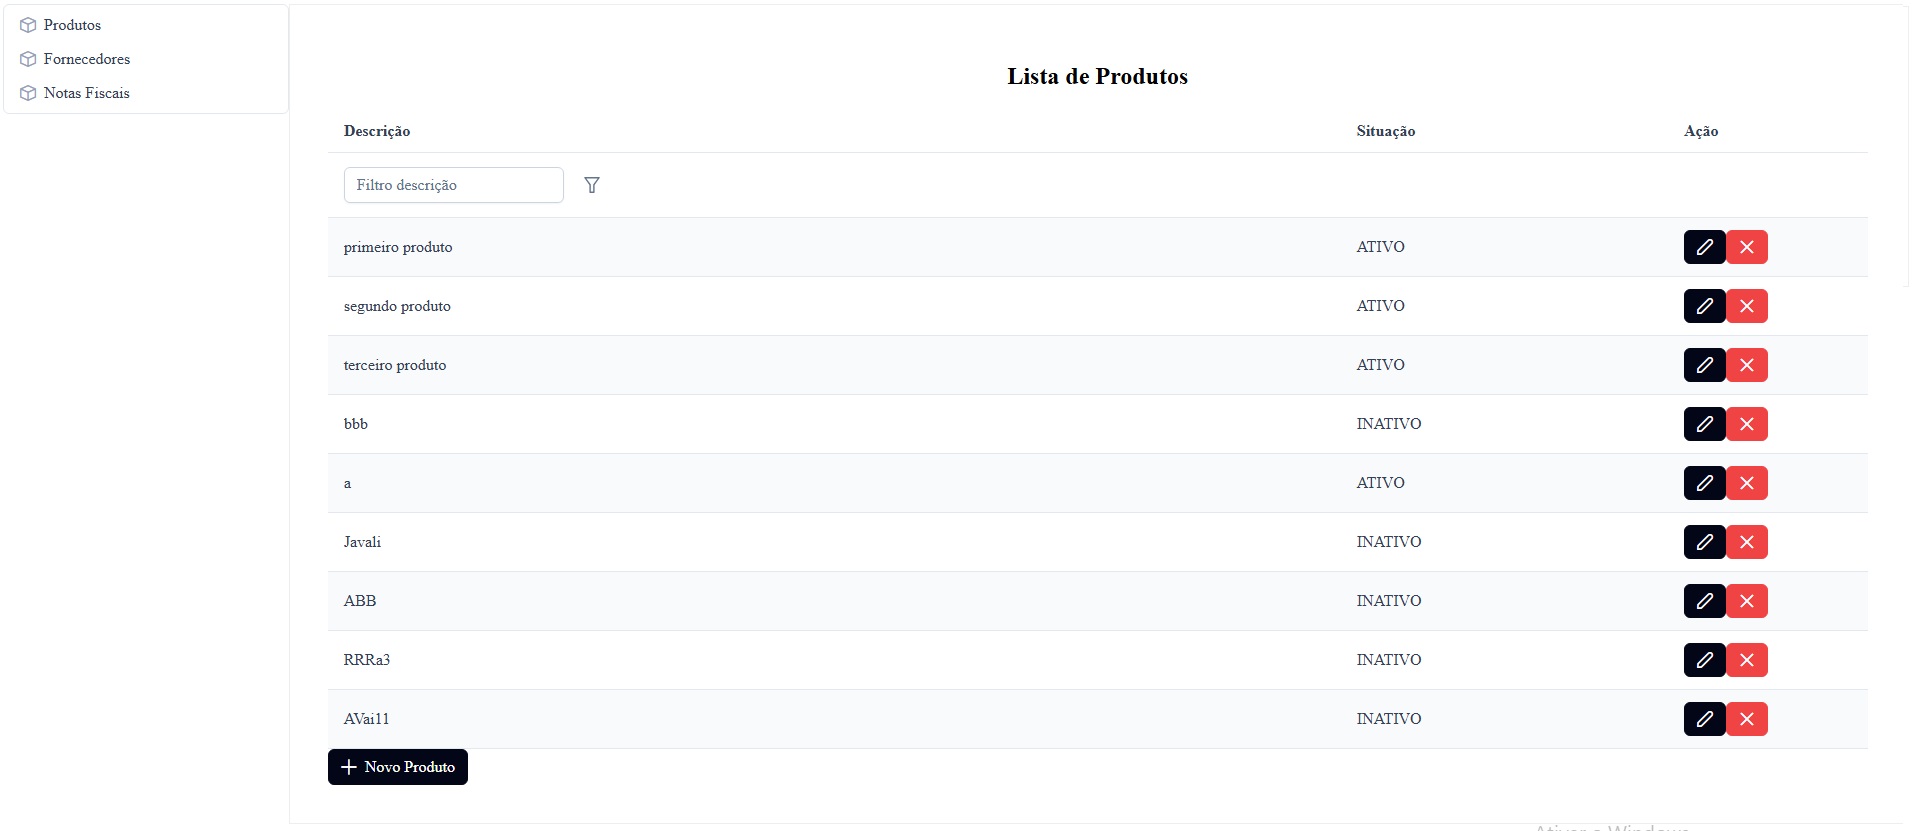 Produtos
Fornecedores
Notas Fiscais
Lista de Produtos
Descrição Situação Ação
Filtro descrição
primeiro produto ATIVO
segundo produto ATIVO
terceiro produto ATIVO
bbb INATIVO
a ATIVO
Javali INATIVO
ABB INATIVO
RRRa3 INATIVO
AVai11 INATIVO
Novo Produto